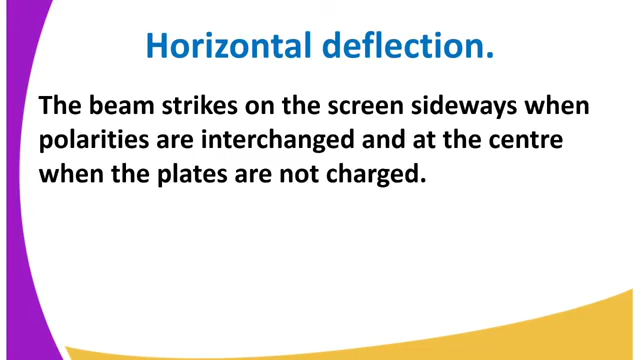 Horizontal deflection.
The beam strikes on the screen sideways when
polarities are interchanged and at the centre
when the plates are not charged.